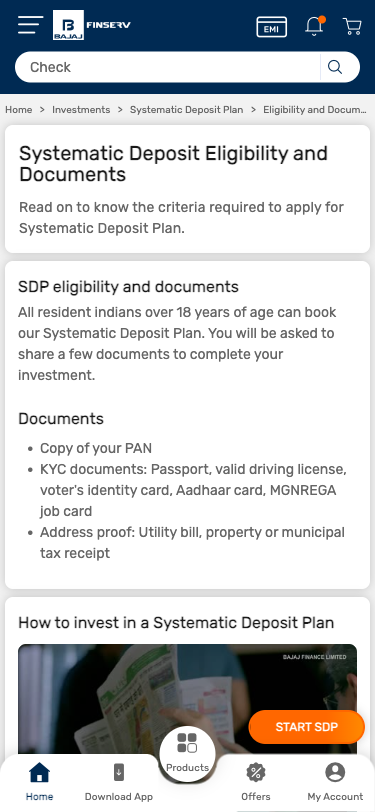 B
BAJAJ
FINSERV
EMI
Check
Home > Investments > Systematic Deposit Plan > Eligibility and Docum...
Systematic Deposit Eligibility and
Documents
Read on to know the criteria required to apply for
Systematic Deposit Plan.
SDP eligibility and documents
All resident indians over 18 years of age can book
our Systematic Deposit Plan. You will be asked to
share a few documents to complete your
investment.
Documents
• Copy of your PAN
• KYC documents: Passport, valid driving license,
voter's identity card, Aadhaar card, MGNREGA
job card
• Address proof: Utility bill, property or municipal
tax receipt
How to invest in a Systematic Deposit Plan
BAJAJ FINANCE LIMITED
START SDP
Home
Download App
Products
Offers
My Account